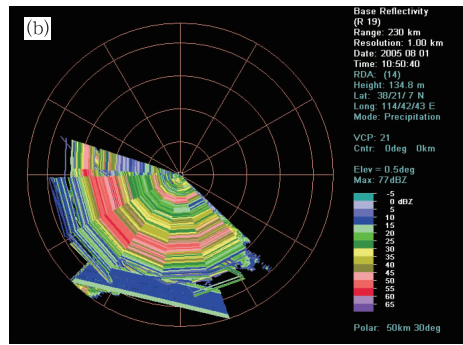 (b)
Base Reflectivity
(R 19)
Range: 230 km
Resolution: 1.00 km
Date: 2005 08 01
Time: 10:50:40
RDA: (14)
Height: 134.8 m
Lat: 38/21/ 7 N
Long: 114/42/43 E
Mode: Precipitation
VCP: 21
Cntr: 0deg 0km
Elev = 0.5deg
Max: 77dBZ
-5
0 dBZ
5
10
15
20
25
30
35
40
45
50
55
60
65
Polar: 50km 30deg